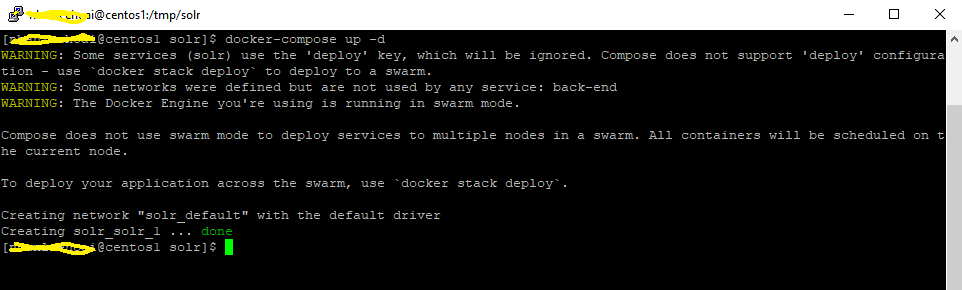 @centos1:/tmp/solr
@centos1 solr]$ docker-compose up -d
WARNING: Some services (solr) use the 'deploy' key, which will be ignored. Compose does not support 'deploy' configura
tion - use `docker stack deploy` to deploy to a swarm.
WARNING: Some networks were defined but are not used by any service: back-end
WARNING: The Docker Engine you're using is running in swarm mode.
Compose does not use swarm mode to deploy services to multiple nodes in a swarm. All containers will be scheduled on t
he current node.
To deploy your application across the swarm, use `docker stack deploy`.
Creating network "solr_default" with the default driver
Creating solr_solr_1 ... done
@centos1 solr]$